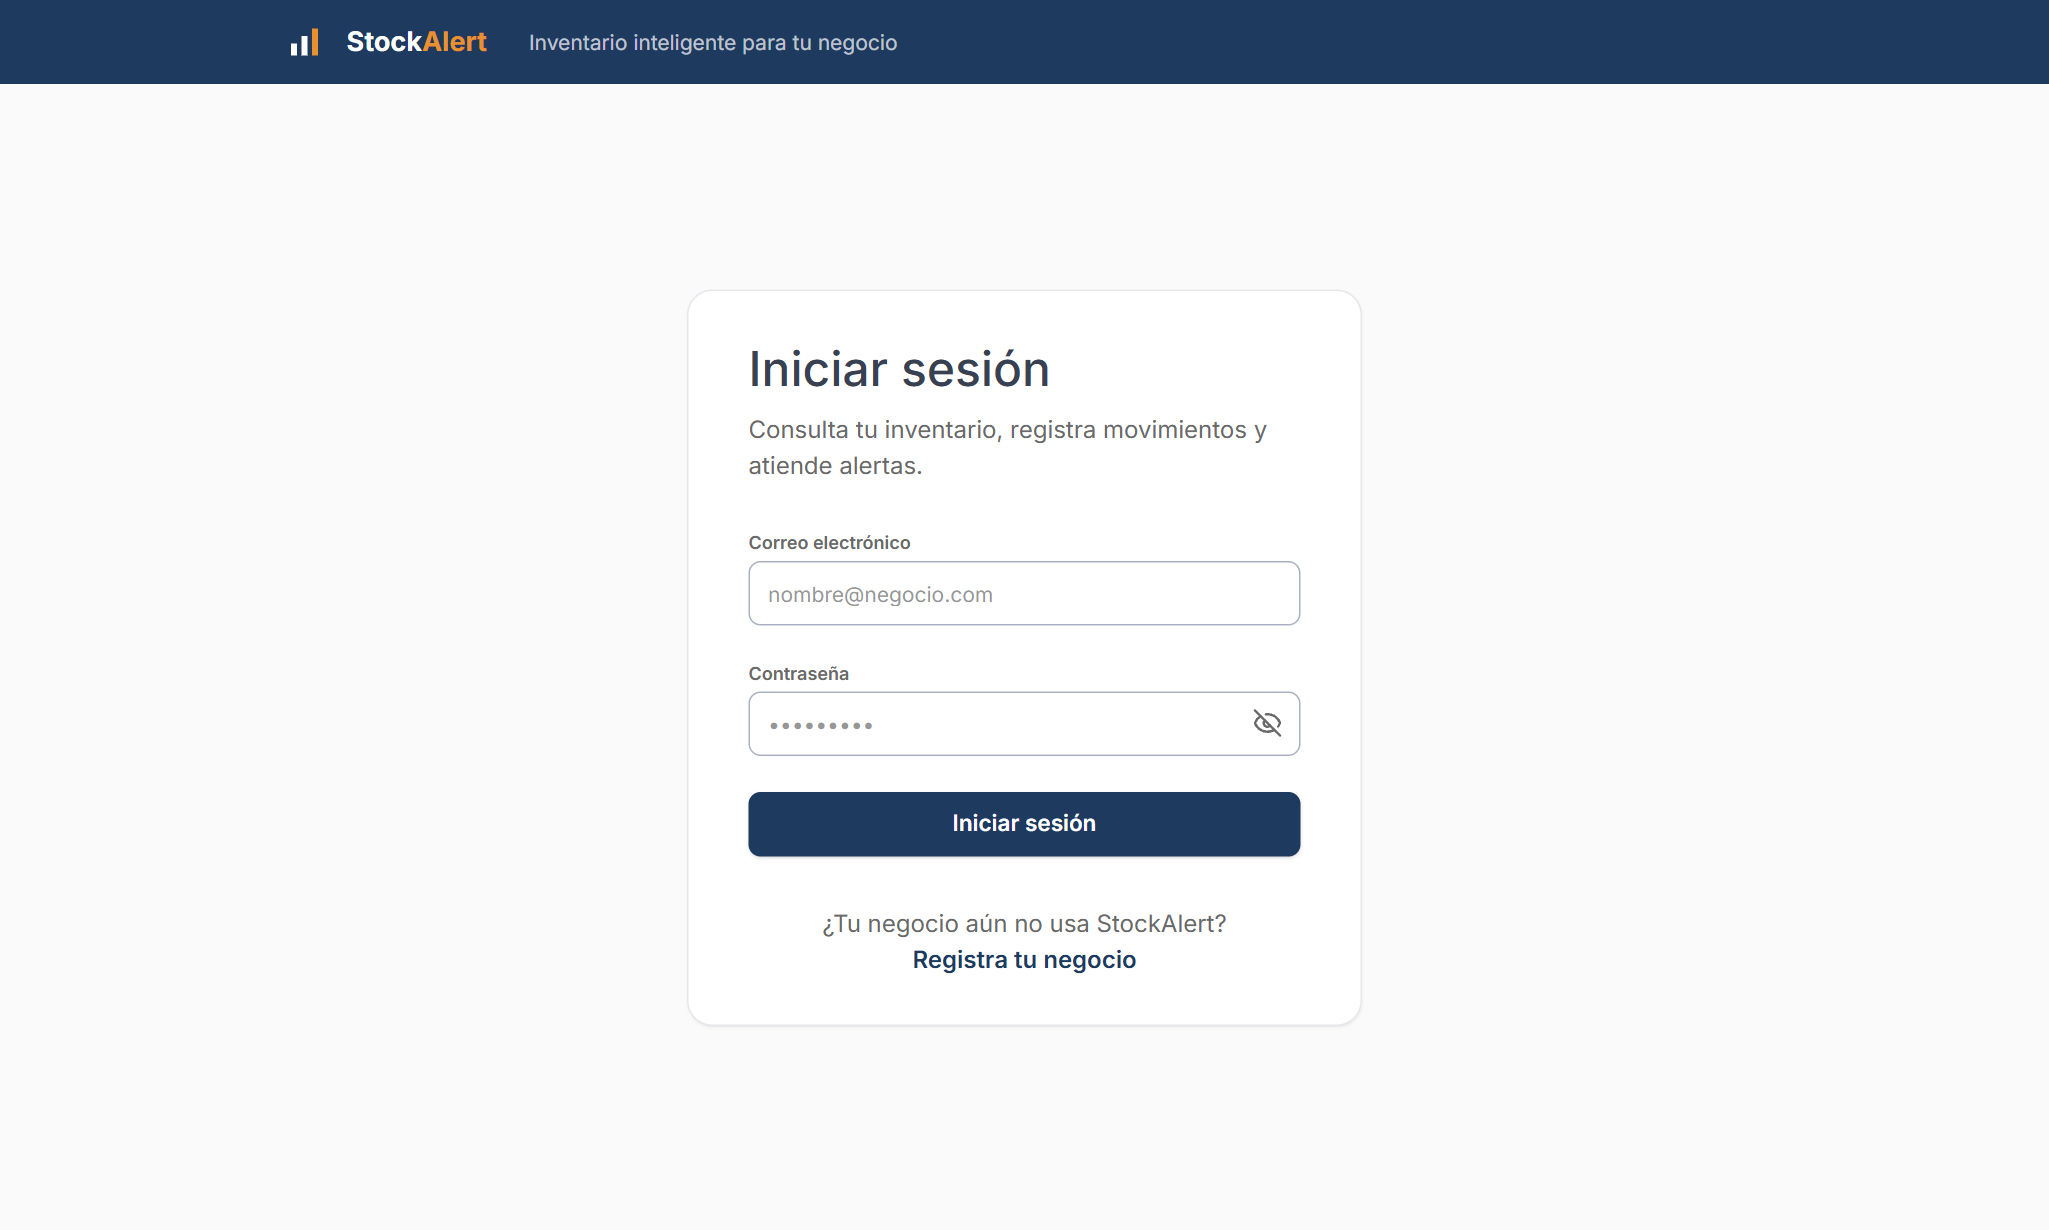 StockAlert Inventario inteligente para tu negocio
Iniciar sesión
Consulta tu inventario, registra movimientos y
atiende alertas.
Correo electrónico
nombre@negocio.com
Contraseña
•••••••••
Iniciar sesión
¿Tu negocio aún no usa StockAlert?
Registra tu negocio